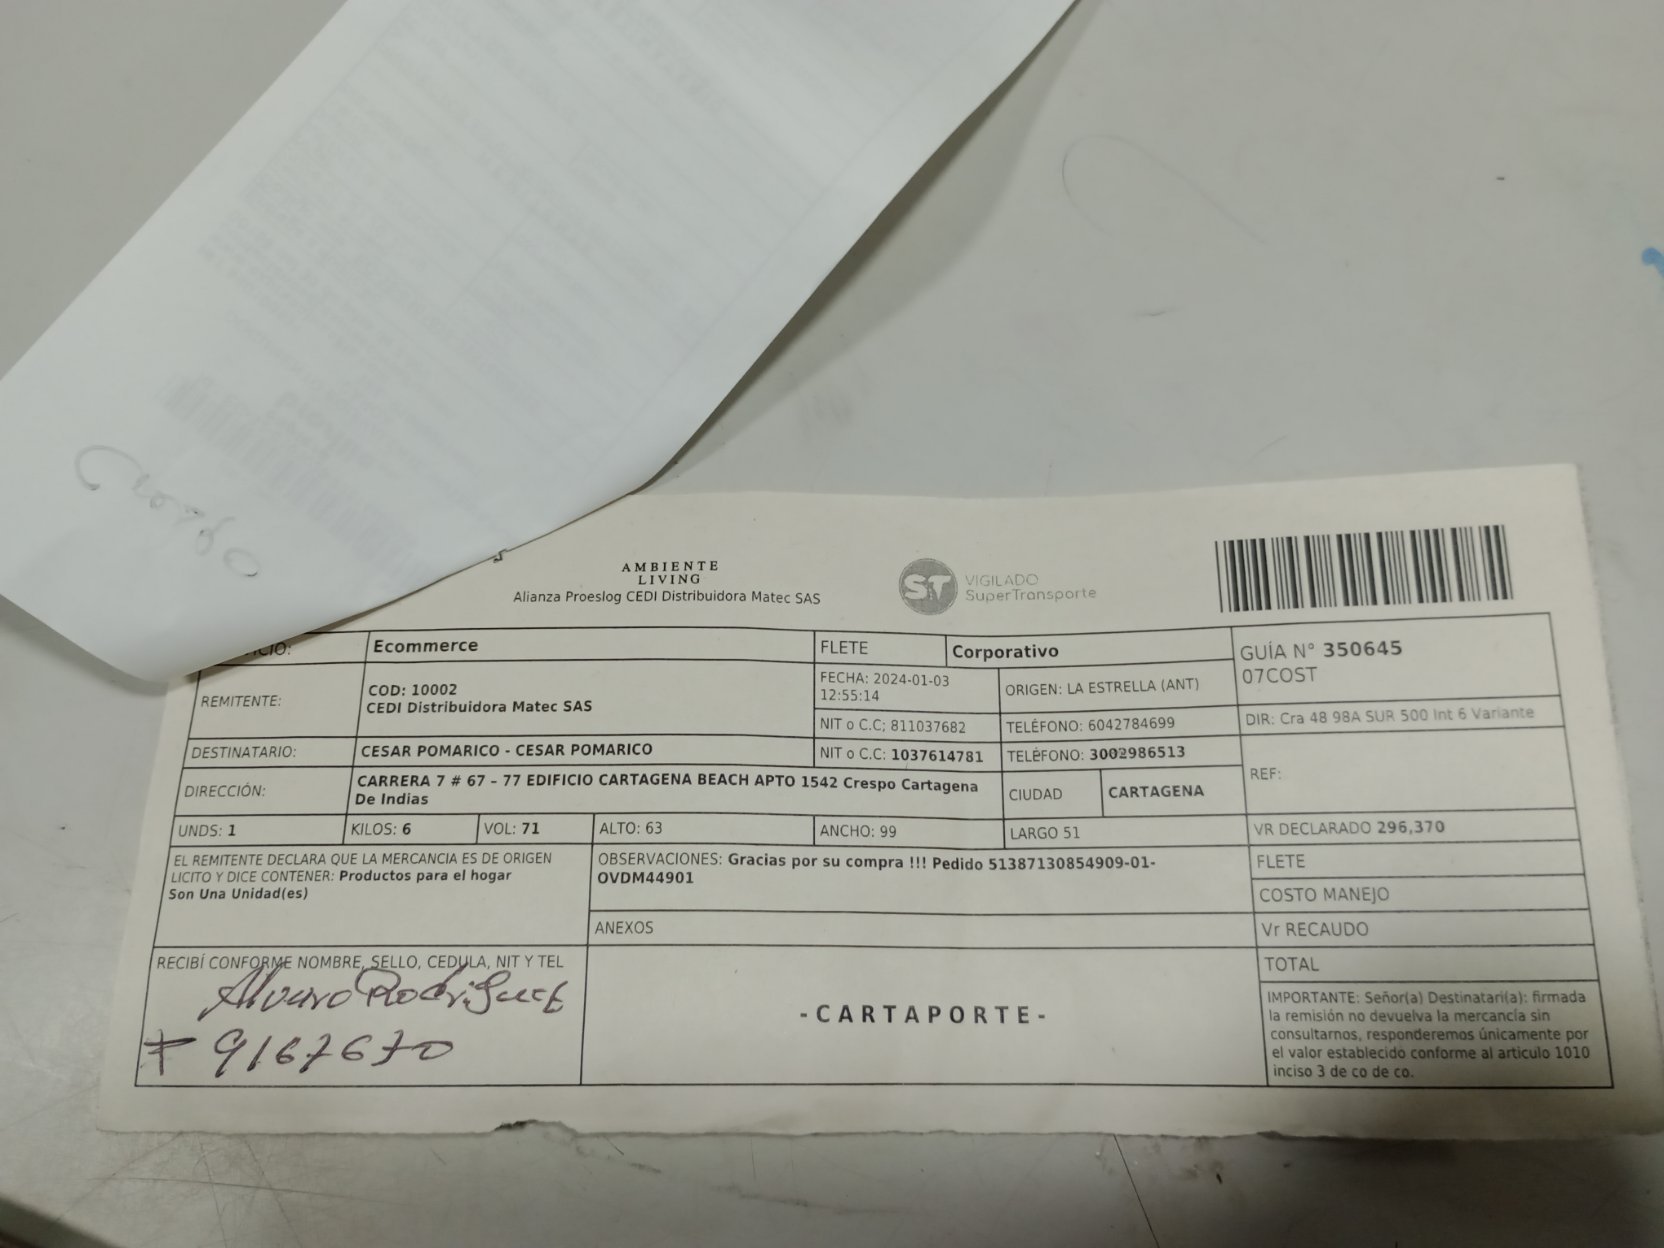 AMBIENTE
LIVING
Alianza Proeslog CEDI Distribuidora Matec SAS
ST VIGILADO
SuperTransporte
ICIO: Ecommerce FLETE Corporativo
GUÍA N° 350645
07COST
REMITENTE: COD: 10002
CEDI Distribuidora Matec SAS
FECHA: 2024-01-03
12:55:14
ORIGEN: LA ESTRELLA (ANT)
NIT o C.C; 811037682 TELÉFONO: 6042784699 DIR: Cra 48 98A SUR 500 Int 6 Variante
DESTINATARIO: CESAR POMARICO - CESAR POMARICO NIT o C.C: 1037614781 TELÉFONO: 3002986513
REF:
DIRECCIÓN: CARRERA 7 # 67 – 77 EDIFICIO CARTAGENA BEACH APTO 1542 Crespo Cartagena
De Indias
CIUDAD CARTAGENA
UNDS: 1 KILOS: 6 VOL: 71 ALTO: 63 ANCHO: 99 LARGO 51 VR DECLARADO 296,370
EL REMITENTE DECLARA QUE LA MERCANCIA ES DE ORIGEN
LICITO Y DICE CONTENER: Productos para el hogar
Son Una Unidad(es)
OBSERVACIONES: Gracias por su compra !!! Pedido 51387130854909-01-
OVDM44901
FLETE
COSTO MANEJO
ANEXOS
Vr RECAUDO
TOTAL
RECIBÍ CONFORME NOMBRE, SELLO, CEDULA, NIT Y TEL
Alvaro Rodriguez
9167670
-CARTAPORTE-
IMPORTANTE: Señor(a) Destinatari(a): firmada
la remisión no devuelva la mercancía sin
consultarnos, responderemos únicamente por
el valor establecido conforme al articulo 1010
inciso 3 de co de co.